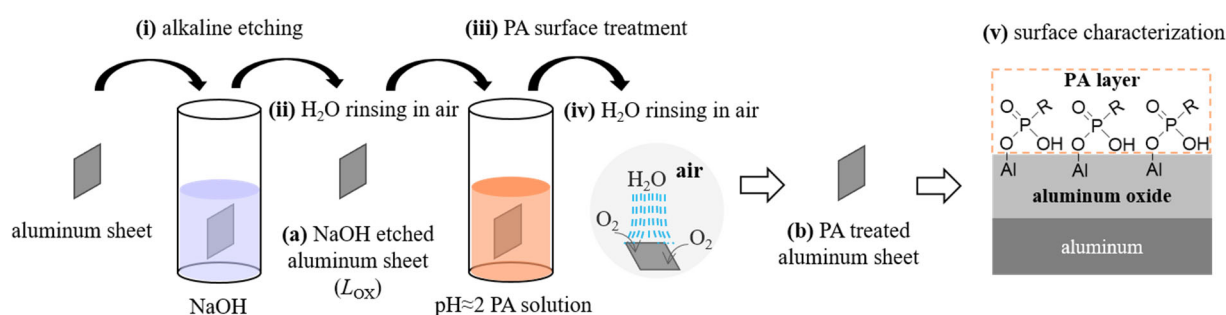 (i) alkaline etching
(iii) PA surface treatment
(v) surface characterization
(ii) H₂O rinsing in air
(iv) H₂O rinsing in air
aluminum sheet
NaOH
(a) NaOH etched
aluminum sheet
(L_OX)
pH≈2 PA solution
air
H₂O
O₂
O₂
(b) PA treated
aluminum sheet
PA layer
O R O R O R
P P P
O OH O OH O OH
Al Al Al
aluminum oxide
aluminum